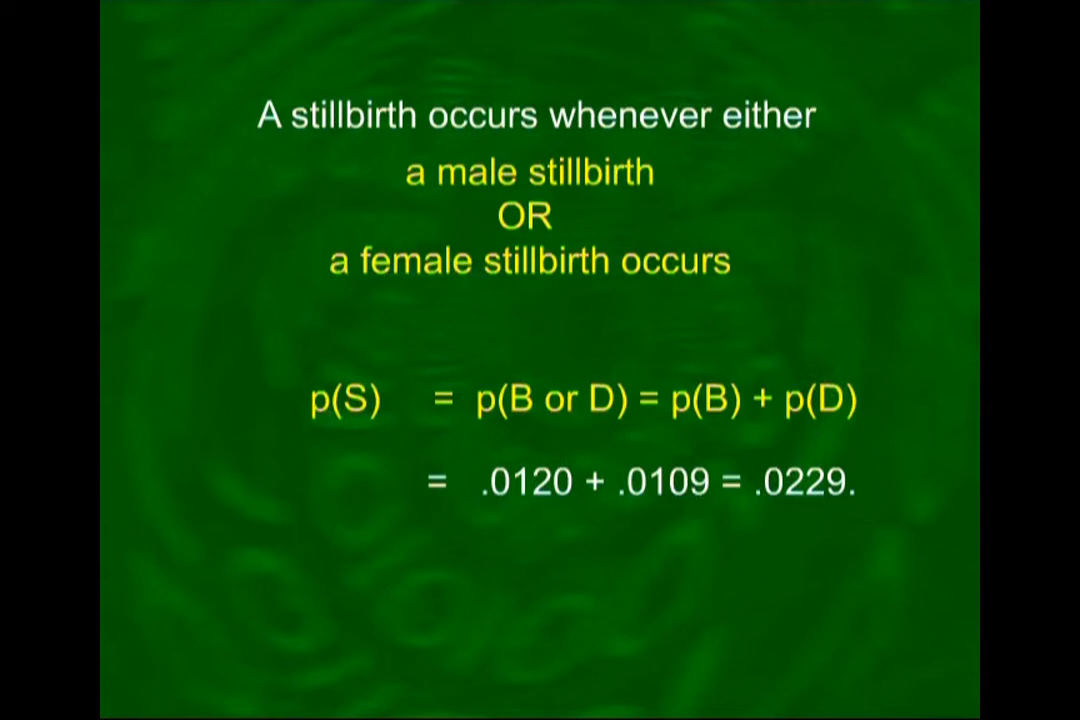 A stillbirth occurs whenever either
a male stillbirth
OR
a female stillbirth occurs
p(S) = p(B or D) = p(B) + p(D)
= .0120 + .0109 = .0229.